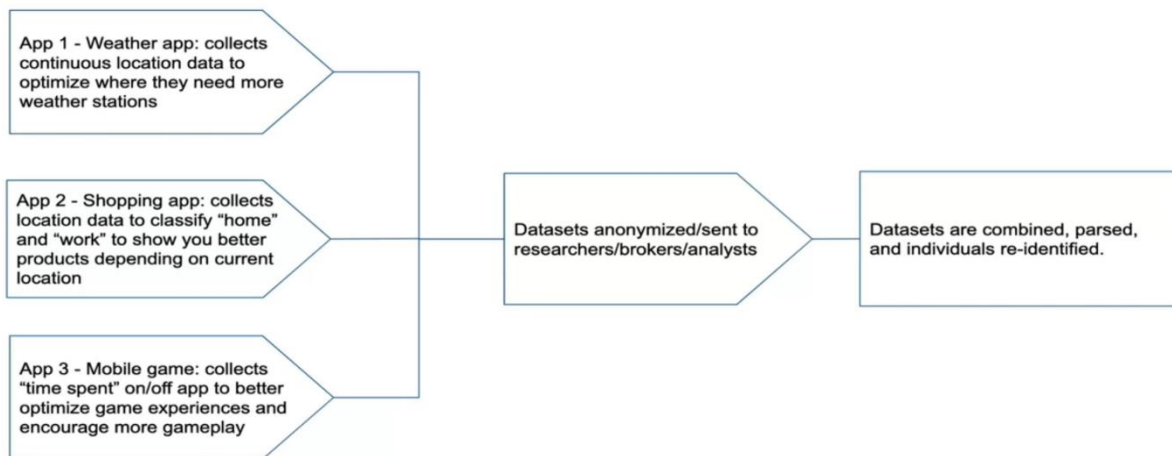 App 1 - Weather app: collects
continuous location data to
optimize where they need more
weather stations
App 2 - Shopping app: collects
location data to classify “home”
and “work” to show you better
products depending on current
location
App 3 - Mobile game: collects
“time spent” on/off app to better
optimize game experiences and
encourage more gameplay
Datasets anonymized/sent to
researchers/brokers/analysts
Datasets are combined, parsed,
and individuals re-identified.